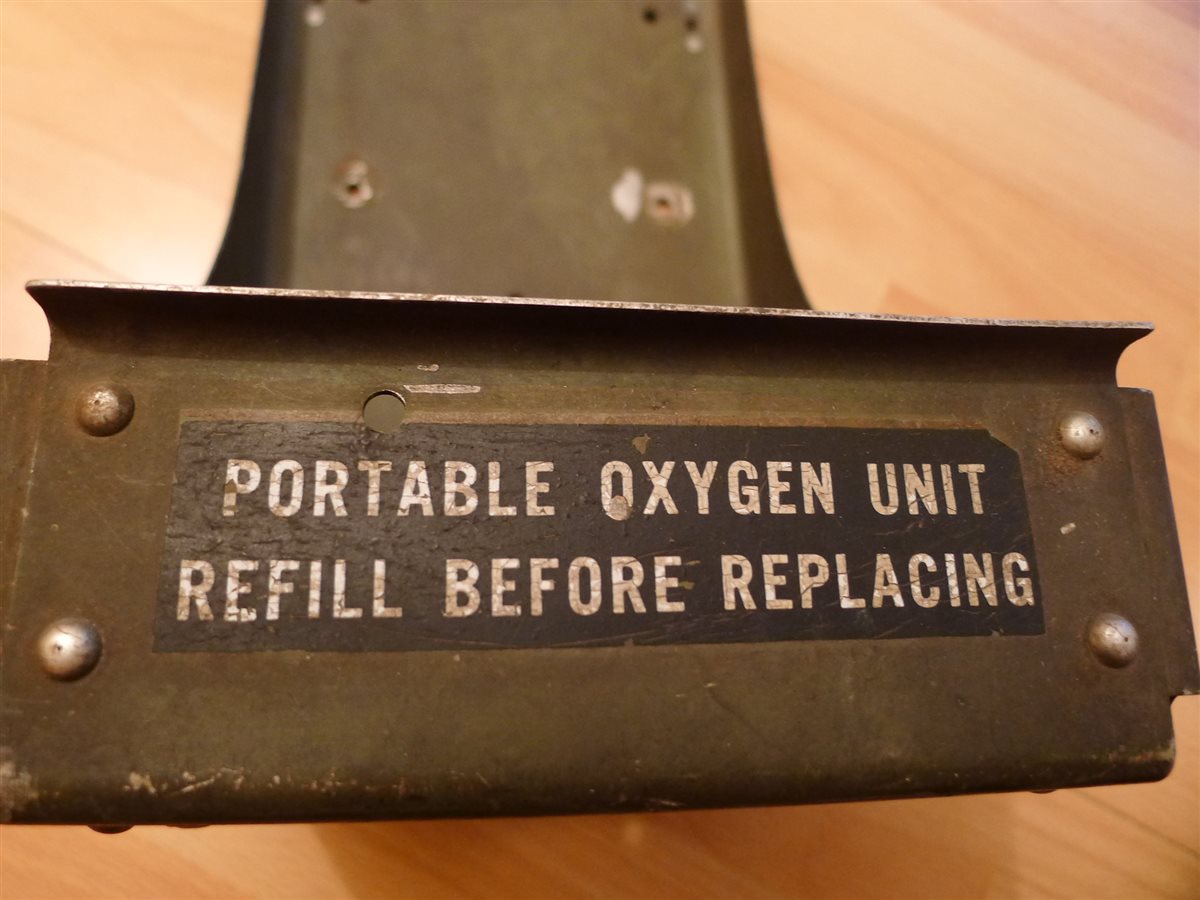 PORTABLE OXYGEN UNIT
REFILL BEFORE REPLACING